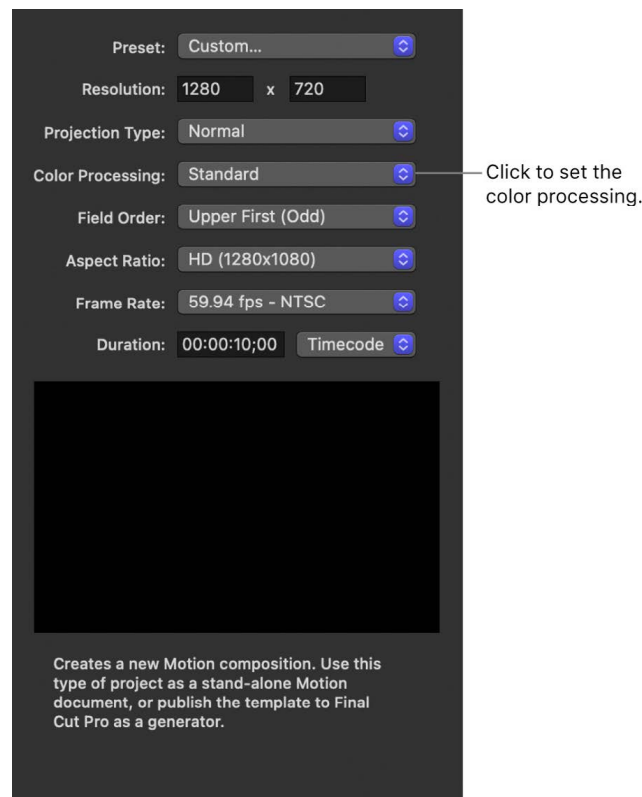 Preset: Custom...
Resolution: 1280 x 720
Projection Type: Normal
Color Processing: Standard
Click to set the
color processing.
Field Order: Upper First (Odd)
Aspect Ratio: HD (1280x1080)
Frame Rate: 59.94 fps - NTSC
Duration: 00:00:10;00 Timecode
Creates a new Motion composition. Use this
type of project as a stand-alone Motion
document, or publish the template to Final
Cut Pro as a generator.